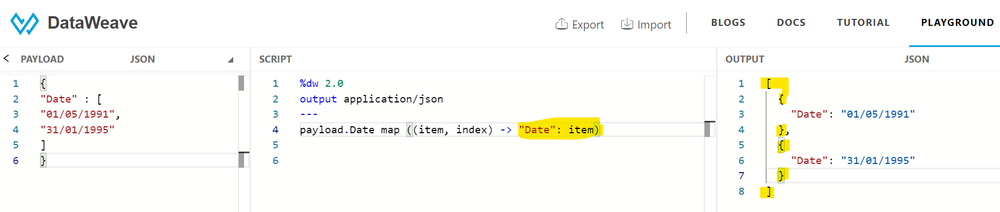 DataWeave
Export Import BLOGS DOCS TUTORIAL PLAYGROUND
< PAYLOAD JSON
1 {
2 "Date" : [
3 "01/05/1991",
4 "31/01/1995"
5 ]
6 }
SCRIPT
1 %dw 2.0
2 output application/json
3 ---
4 payload.Date map ((item, index) -> "Date": item)
5
6
OUTPUT JSON
1 [
2 {
3 "Date": "01/05/1991"
4 },
5 {
6 "Date": "31/01/1995"
7 }
8 ]